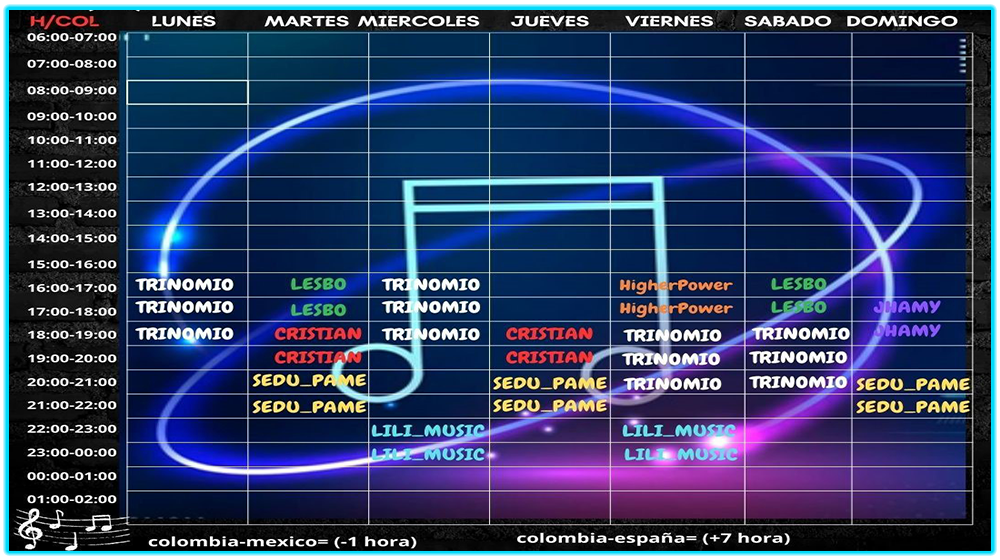 H/COL LUNES MARTES MIERCOLES JUEVES VIERNES SABADO DOMINGO
06:00-07:00
07:00-08:00
08:00-09:00
09:00-10:00
10:00-11:00
11:00-12:00
12:00-13:00
13:00-14:00
14:00-15:00
15:00-16:00
16:00-17:00 TRINOMIO LESBO TRINOMIO HigherPower LESBO
17:00-18:00 TRINOMIO LESBO TRINOMIO HigherPower LESBO JHAMY
18:00-19:00 TRINOMIO CRISTIAN TRINOMIO CRISTIAN TRINOMIO TRINOMIO JHAMY
19:00-20:00 CRISTIAN CRISTIAN TRINOMIO TRINOMIO
20:00-21:00 SEDU_PAME SEDU_PAME TRINOMIO TRINOMIO SEDU_PAME
21:00-22:00 SEDU_PAME SEDU_PAME SEDU_PAME
22:00-23:00 LILI_MUSIC LILI_MUSIC
23:00-00:00 LILI_MUSIC LILI_MUSIC
00:00-01:00
01:00-02:00
colombia-mexico= (-1 hora) colombia-españa= (+7 hora)